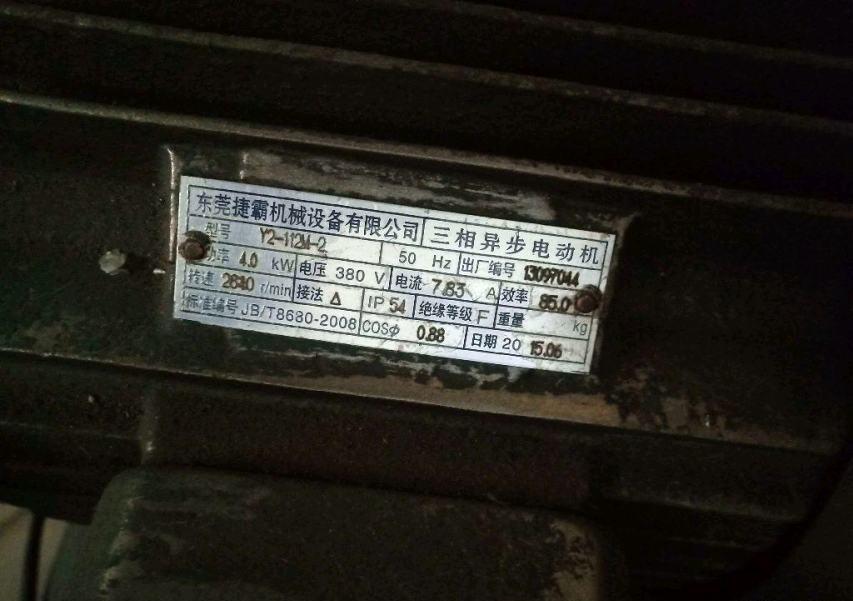 东莞捷霸机械设备有限公司 三相异步电动机
型号 Y2-112M-2 50 Hz 出厂编号 13097044
功率 4.0 kW 电压 380 V 电流 7.83 A 效率 85.0
转速 2840 r/min 接法 Δ IP 54 绝缘等级 F 重量 kg
标准编号 JB/T8680-2008 COSΦ 0.88 日期 20 15.06